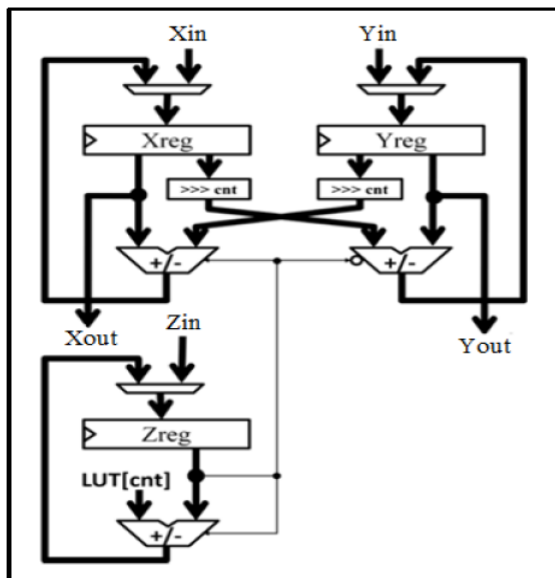 Xin
Yin
Xreg
Yreg
>>> cnt
>>> cnt
+/-
+/-
Xout
Zin
Yout
Zreg
LUT[cnt]
+/-